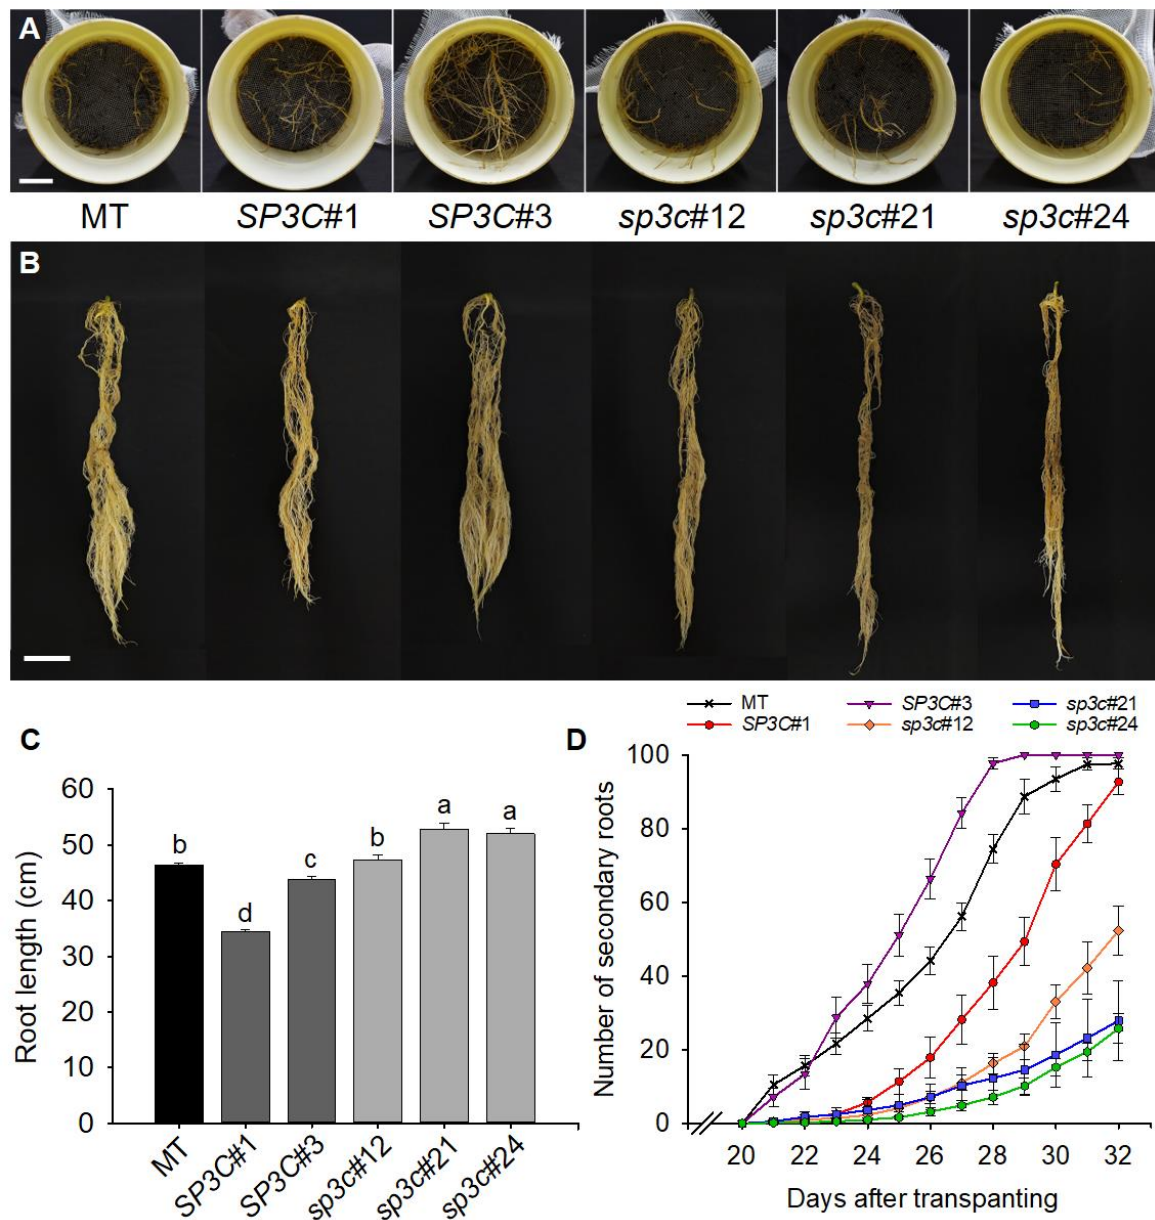 A
MT SP3C#1 SP3C#3 sp3c#12 sp3c#21 sp3c#24
B
C
Root length (cm)
60
50
40
30
20
10
0
b
d
c
b
a
a
MT SP3C#1 SP3C#3 sp3c#12 sp3c#21 sp3c#24
D
MT SP3C#3 sp3c#21
SP3C#1 sp3c#12 sp3c#24
Number of secondary roots
100
80
60
40
20
0
20 22 24 26 28 30 32
Days after transpanting